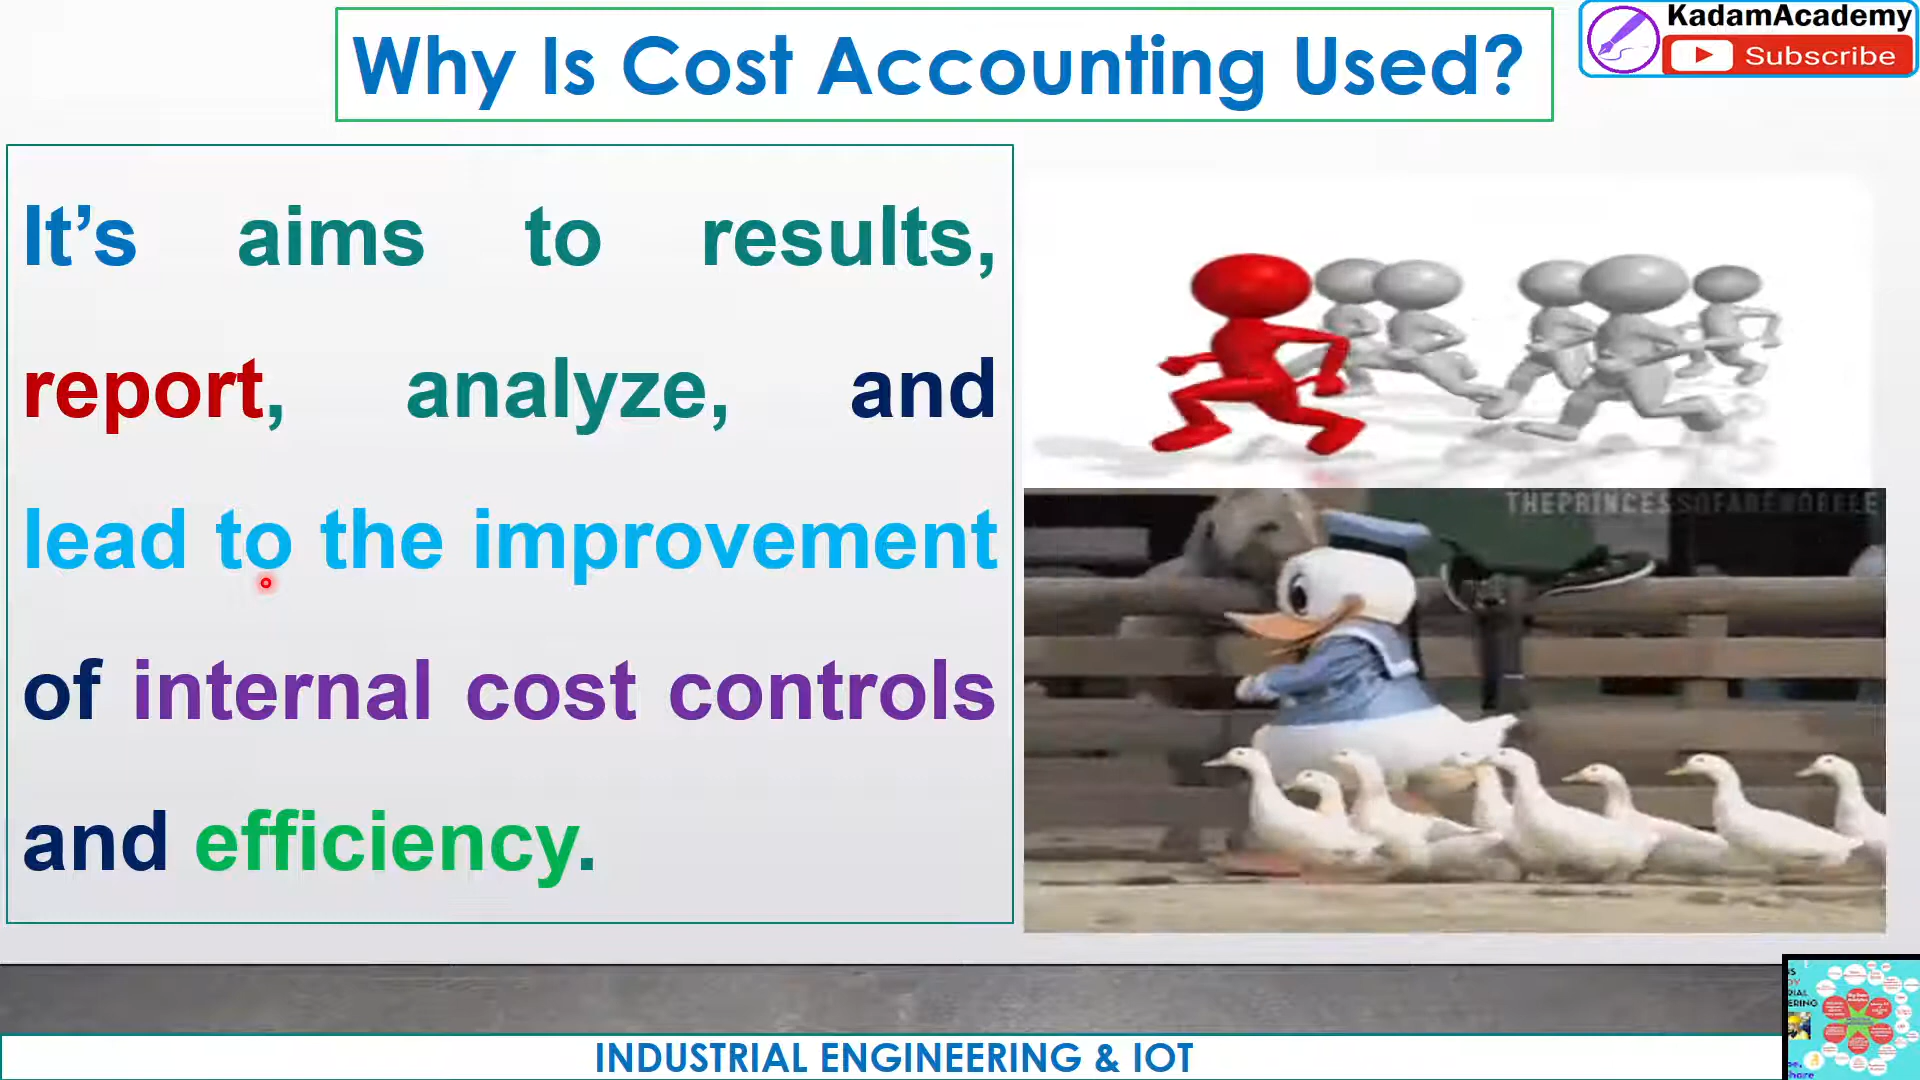 Why Is Cost Accounting Used?
KadamAcademy
Subscribe
It’s aims to results,
report, analyze, and
lead to the improvement
of internal cost controls
and efficiency.
INDUSTRIAL ENGINEERING & IOT